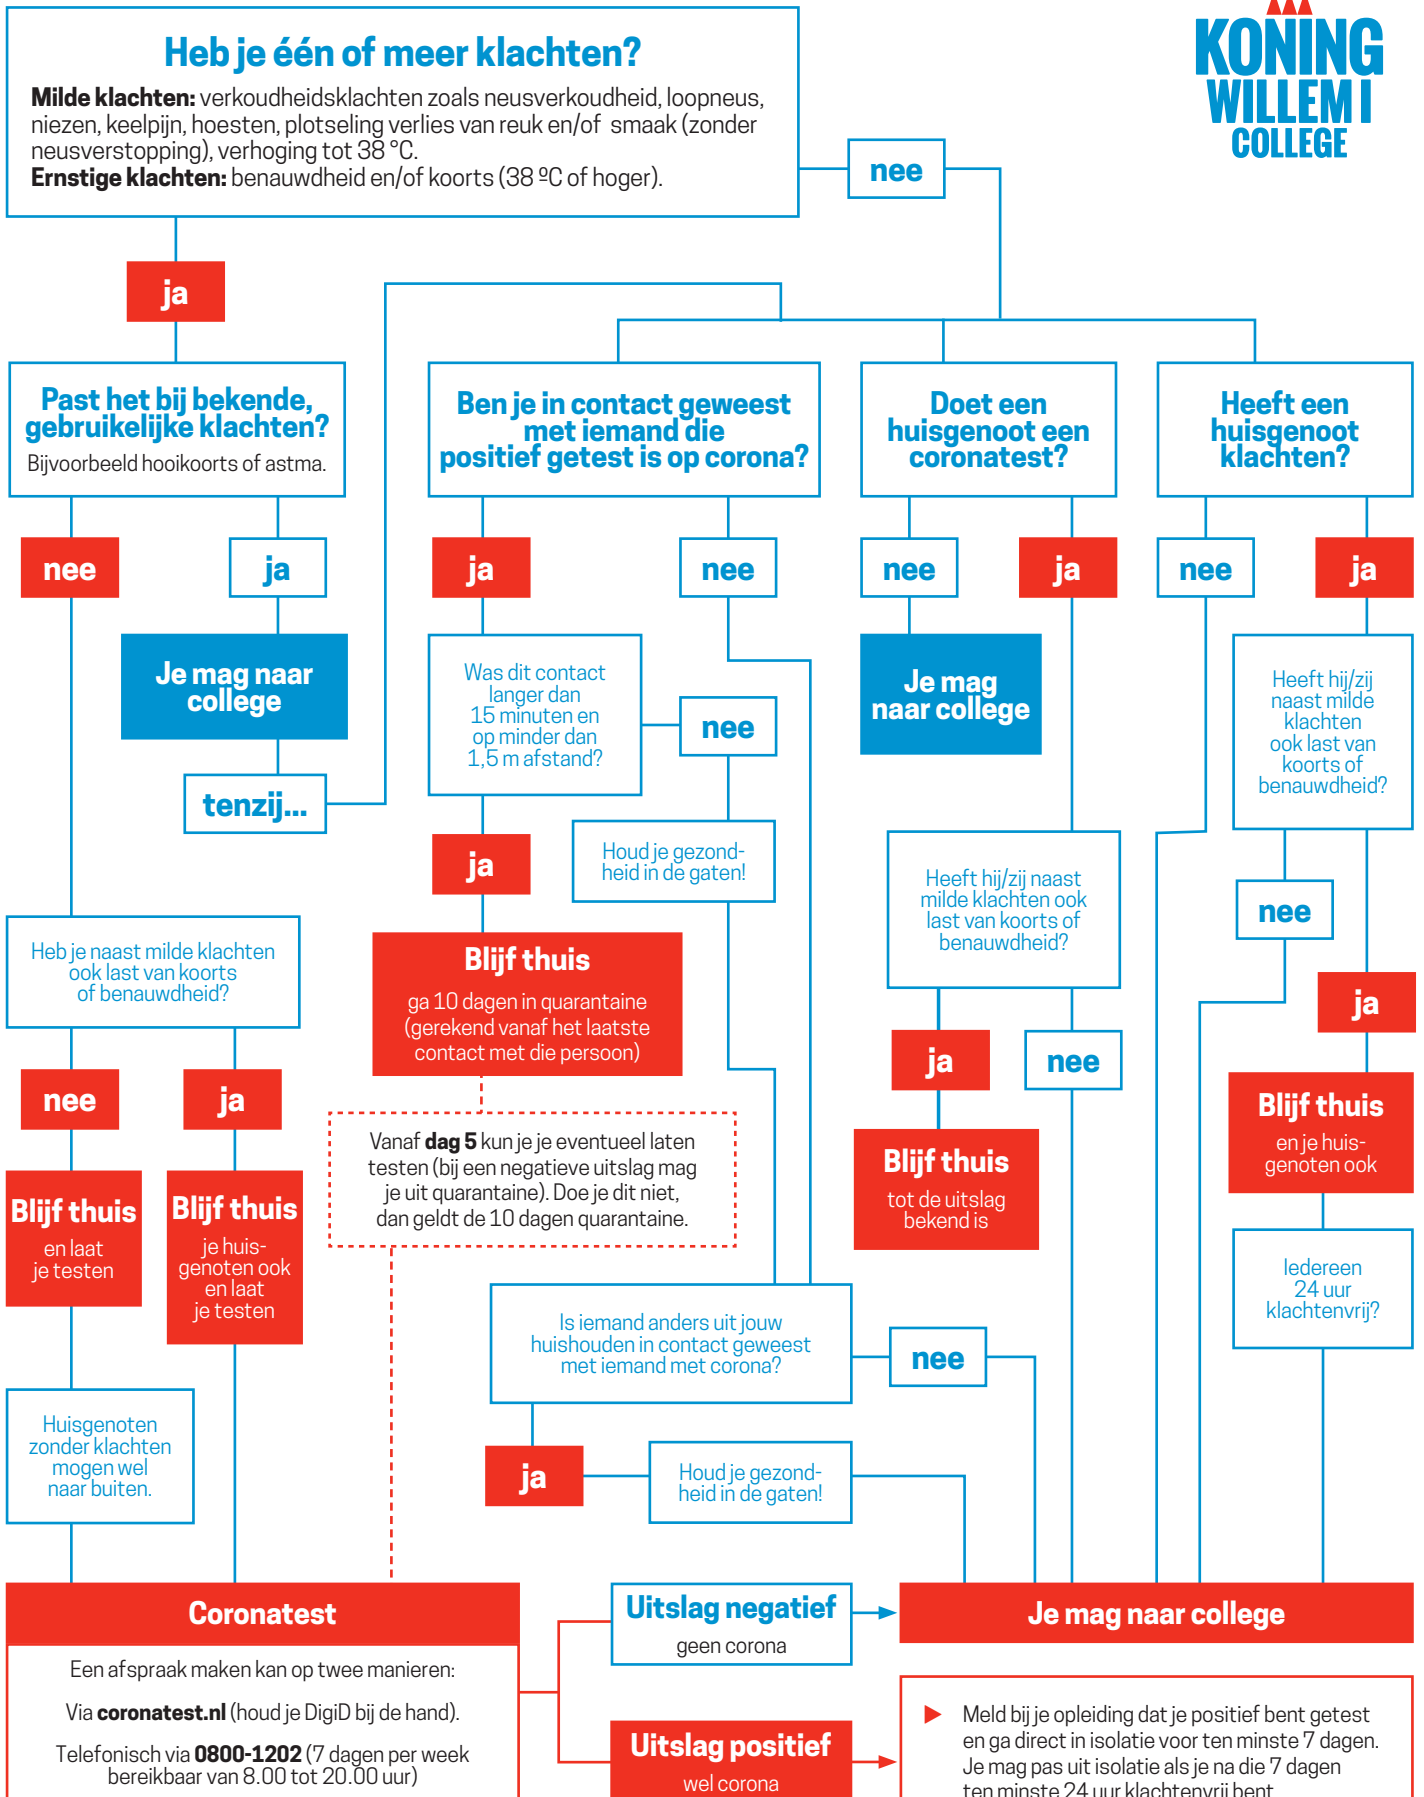 KONING
WILLEM I
COLLEGE
Heb je één of meer klachten?
Milde klachten: verkoudheidsklachten zoals neusverkoudheid, loopneus,
niezen, keelpijn, hoesten, plotseling verlies van reuk en/of smaak (zonder
neusverstopping), verhoging tot 38 °C.
Ernstige klachten: benauwdheid en/of koorts (38 ºC of hoger).
nee
ja
Past het bij bekende,
gebruikelijke klachten?
Bijvoorbeeld hooikoorts of astma.
Ben je in contact geweest
met iemand die
positief getest is op corona?
Doet een
huisgenoot een
coronatest?
Heeft een
huisgenoot
klachten?
nee
ja
ja
nee
nee
ja
nee
ja
Je mag naar
college
tenzij...
Was dit contact
langer dan
15 minuten en
op minder dan
1,5 m afstand?
nee
Je mag
naar college
Heeft hij/zij
naast milde
klachten
ook last van
koorts of
benauwdheid?
ja
Houd je gezond-
heid in de gaten!
Heeft hij/zij naast
milde klachten ook
last van koorts of
benauwdheid?
nee
Heb je naast milde klachten
ook last van koorts
of benauwdheid?
Blijf thuis
ga 10 dagen in quarantaine
(gerekend vanaf het laatste
contact met die persoon)
ja
nee
ja
nee
ja
Blijf thuis
en je huis-
genoten ook
Vanaf dag 5 kun je je eventueel laten
testen (bij een negatieve uitslag mag
je uit quarantaine). Doe je dit niet,
dan geldt de 10 dagen quarantaine.
Blijf thuis
tot de uitslag
bekend is
Blijf thuis
en laat
je testen
Blijf thuis
je huis-
genoten ook
en laat
je testen
Iedereen
24 uur
klachtenvrij?
Is iemand anders uit jouw
huishouden in contact geweest
met iemand met corona?
nee
Huisgenoten
zonder klachten
mogen wel
naar buiten.
ja
Houd je gezond-
heid in de gaten!
Coronatest
Een afspraak maken kan op twee manieren:
Via coronatest.nl (houd je DigiD bij de hand).
Telefonisch via 0800-1202 (7 dagen per week
bereikbaar van 8.00 tot 20.00 uur)
Uitslag negatief
geen corona
Je mag naar college
Uitslag positief
wel corona
Meld bij je opleiding dat je positief bent getest
en ga direct in isolatie voor ten minste 7 dagen.
Je mag pas uit isolatie als je na die 7 dagen
ten minste 24 uur klachtenvrij bent